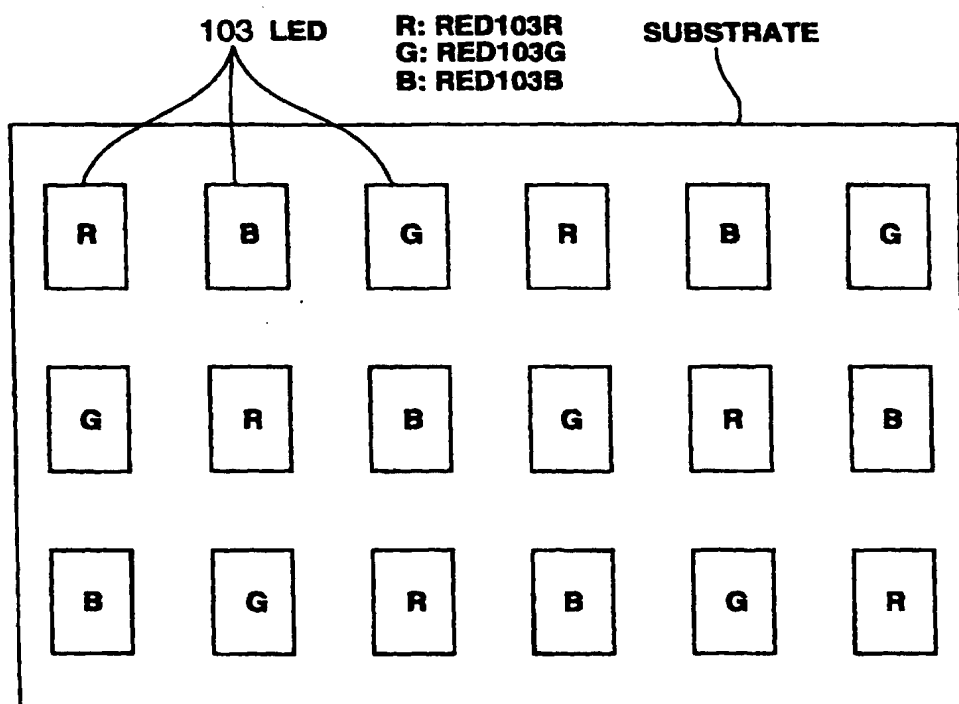 103 LED
R: RED103R
G: RED103G
B: RED103B
SUBSTRATE
R B G R B G
G R B G R B
B G R B G R